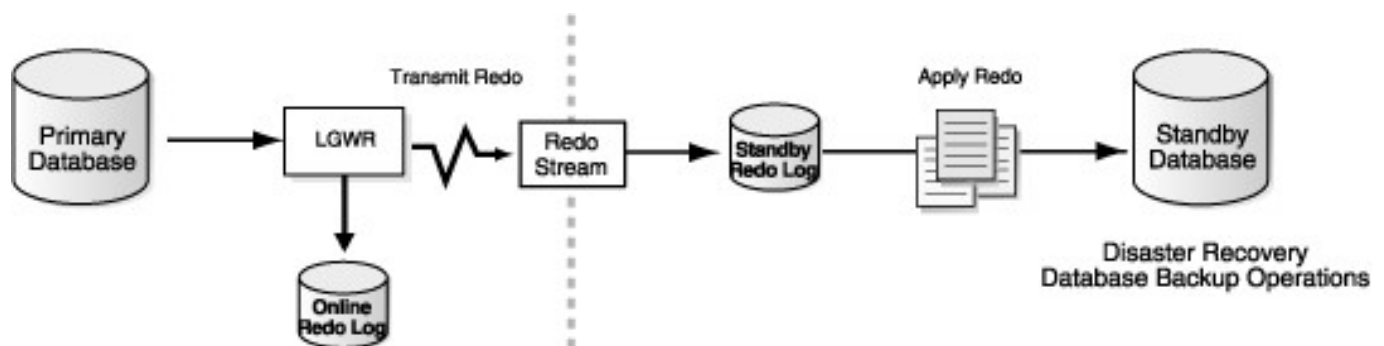 Primary
Database
LGWR
Transmit Redo
Online
Redo Log
Redo
Stream
Standby
Redo Log
Apply Redo
Standby
Database
Disaster Recovery
Database Backup Operations